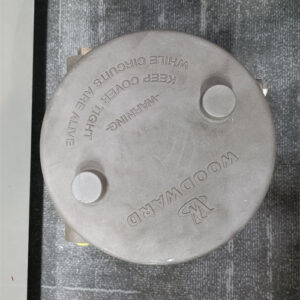 -WARNING-
KEEP COVER TIGHT
WHILE CIRCUITS ARE ALIVE
WOODWARD